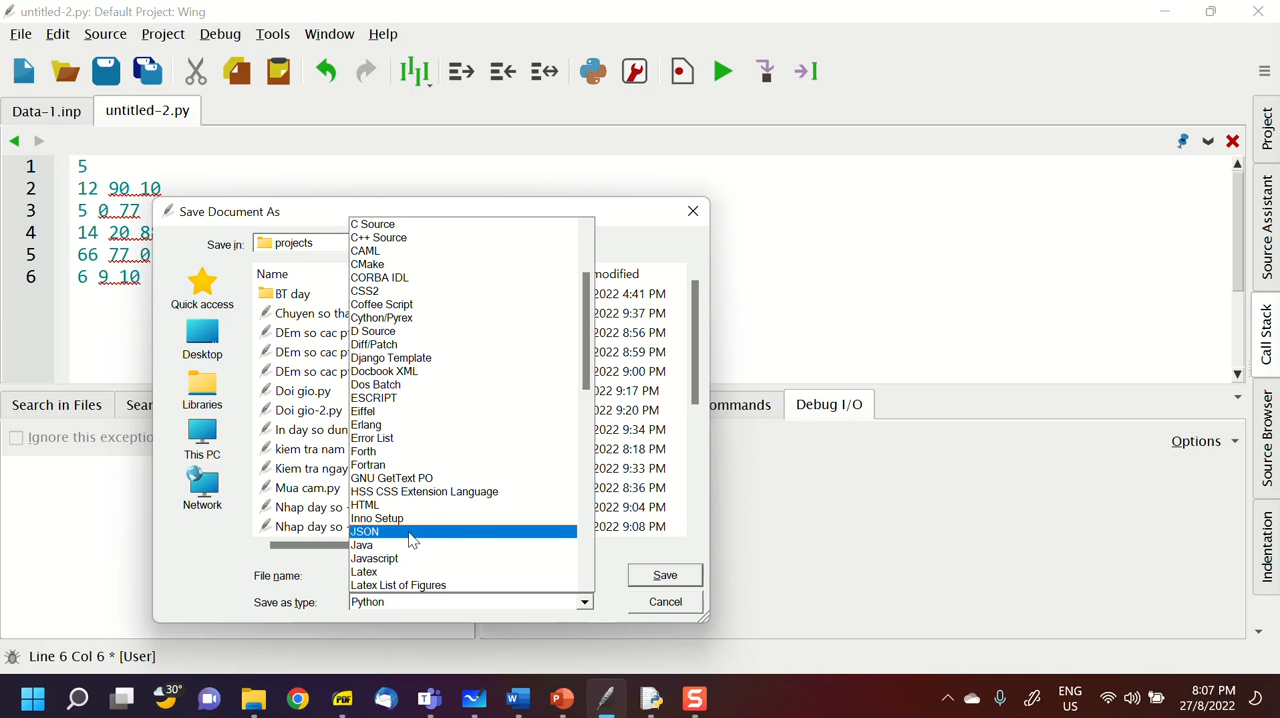 untitled-2.py: Default Project: Wing
File Edit Source Project Debug Tools Window Help
Data-1.inp untitled-2.py
1 5
2 12 90 10
3 5 0 77
4 14 20
5 66 77 0
6 6 9 10
Save Document As
Save in: projects
Quick access
Desktop
Libraries
This PC
Network
Name modified
BT day 2022 4:41 PM
Chuyen so tha 2022 9:37 PM
DEm so cac p 2022 8:56 PM
DEm so cac p 2022 8:59 PM
DEm so cac p 2022 9:00 PM
Doi gio.py 022 9:17 PM
Doi gio-2.py 022 9:20 PM
In day so dun 2022 9:34 PM
kiem tra nam 2022 8:18 PM
Kiem tra ngay 2022 9:33 PM
Mua cam.py 2022 8:36 PM
Nhap day so 2022 9:04 PM
Nhap day so 2022 9:08 PM
C Source
C++ Source
CAML
CMake
CORBA IDL
CSS2
Coffee Script
Cython/Pyrex
D Source
Diff/Patch
Django Template
Docbook XML
Dos Batch
ESCRIPT
Eiffel
Erlang
Error List
Forth
Fortran
GNU GetText PO
HSS CSS Extension Language
HTML
Inno Setup
JSON
Java
Javascript
Latex
Latex List of Figures
File name: Save
Save as type: Python Cancel
Project
Source Assistant
Call Stack
Source Browser
Indentation
Search in Files Sear ommands Debug I/O
Ignore this exceptio Options
Line 6 Col 6 * [User]
30°
PDF
ENG
US
8:07 PM
27/8/2022